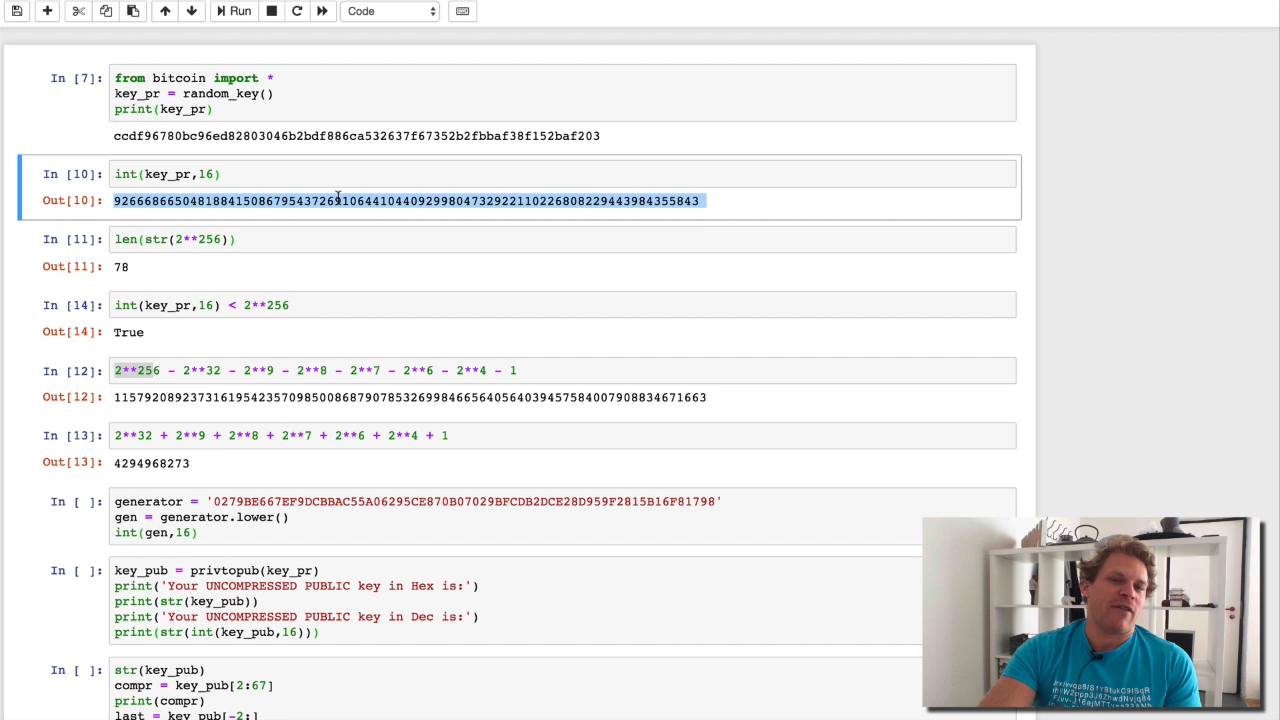 Run
Code
In [7]:
from bitcoin import *
key_pr = random_key()
print(key_pr)
ccdf96780bc96ed82803046b2bdf886ca532637f67352b2fbbaf38f152baf203
In [10]:
int(key_pr,16)
Out[10]:
92666866504818841508679543726910644104409299804732922110226808229443984355843
In [11]:
len(str(2**256))
Out[11]:
78
In [14]:
int(key_pr,16) < 2**256
Out[14]:
True
In [12]:
2**256 - 2**32 - 2**9 - 2**8 - 2**7 - 2**6 - 2**4 - 1
Out[12]:
115792089237316195423570985008687907853269984665640564039457584007908834671663
In [13]:
2**32 + 2**9 + 2**8 + 2**7 + 2**6 + 2**4 + 1
Out[13]:
4294968273
In [ ]:
generator = '0279BE667EF9DCBBAC55A06295CE870B07029BFCDB2DCE28D959F2815B16F81798'
gen = generator.lower()
int(gen,16)
In [ ]:
key_pub = privtopub(key_pr)
print('Your UNCOMPRESSED PUBLIC key in Hex is:')
print(str(key_pub))
print('Your UNCOMPRESSED PUBLIC key in Dec is:')
print(str(int(key_pub,16)))
In [ ]:
str(key_pub)
compr = key_pub[2:67]
print(compr)
last = key_pub[-2:]